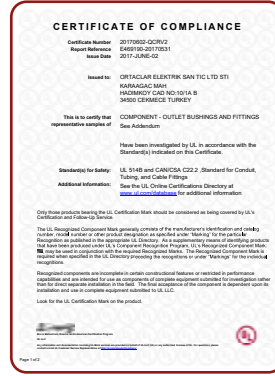 CERTIFICATE OF COMPLIANCE
Certificate Number 20170602-QCRV2
Report Reference E469190-20170531
Issue Date 2017-JUNE-02
Issued to: ORTACLAR ELEKTRIK SAN TIC LTD STI
KARAAGAC MAH
HADIMKOY CAD NO:10/1A B
34500 CEKMECE TURKEY
This is to certify that COMPONENT - OUTLET BUSHINGS AND FITTINGS
representative samples of See Addendum
Have been investigated by UL in accordance with the
Standard(s) indicated on this Certificate.
Standard(s) for Safety: UL 514B and CAN/CSA C22.2 ,Standard for Conduit,
Tubing, and Cable Fittings
Additional Information: See the UL Online Certifications Directory at
www.ul.com/database for additional information
Only those products bearing the UL Certification Mark should be considered as being covered by UL's
Certification and Follow-Up Service.
The UL Recognized Component Mark generally consists of the manufacturer's identification and catalog
number, model number or other product designation as specified under "Marking" for the particular
Recognition as published in the appropriate UL Directory. As a supplementary means of identifying products
that have been produced under UL's Component Recognition Program, UL's Recognized Component Mark:
may be used in conjunction with the required Recognized Marks. The Recognized Component Mark is
required when specified in the UL Directory preceding the recognitions or under "Markings" for the individual
recognitions.
Recognized components are incomplete in certain constructional features or restricted in performance
capabilities and are intended for use as components of complete equipment submitted for investigation rather
than for direct separate installation in the field. The final acceptance of the component is dependent upon its
installation and use in complete equipment submitted to UL LLC.
Look for the UL Certification Mark on the product.
UL
Page 1 of 2